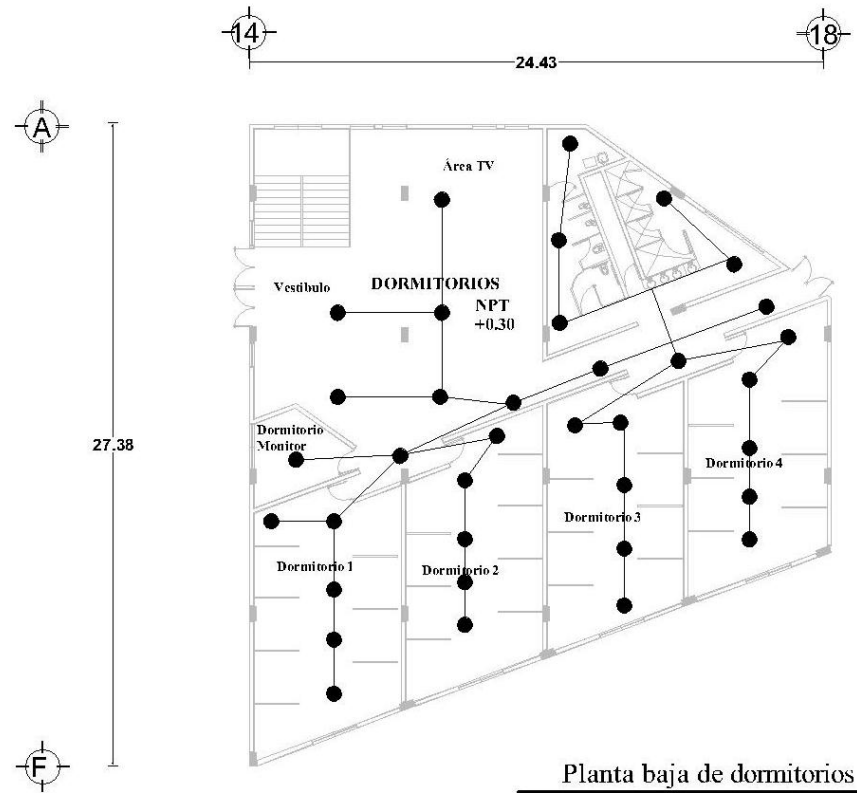 14
18
24.43
A
Área TV
Vestibulo
DORMITORIOS
NPT
+0.30
27.38
Dormitorio
Monitor
Dormitorio 4
Dormitorio 3
Dormitorio 1
Dormitorio 2
F
Planta baja de dormitorios